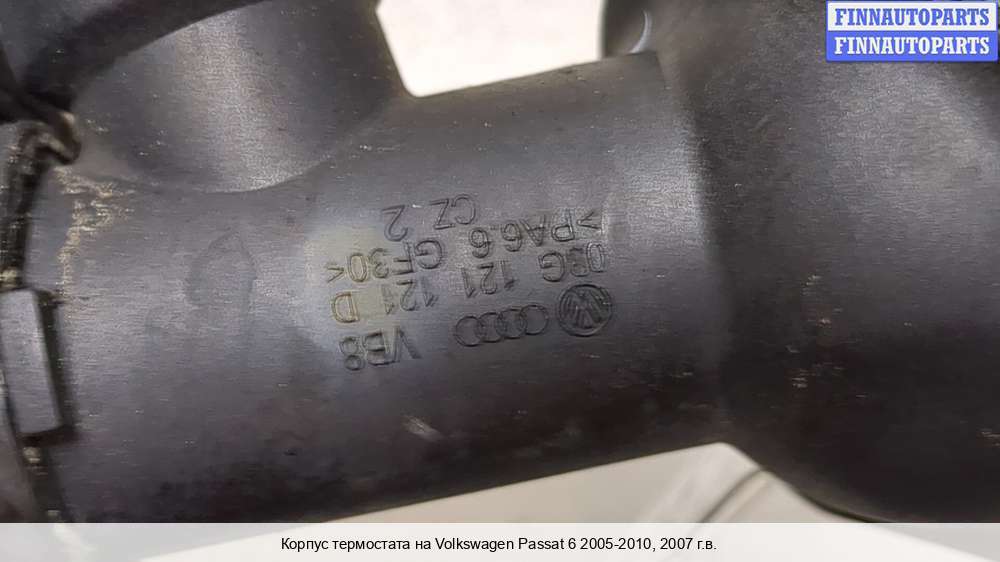 FINNAUTOPARTS
FINNAUTOPARTS
VB8
03G 121 121 D
>PA6.6 GF30<
CZ 2
Корпус термостата на Volkswagen Passat 6 2005-2010, 2007 г.в.